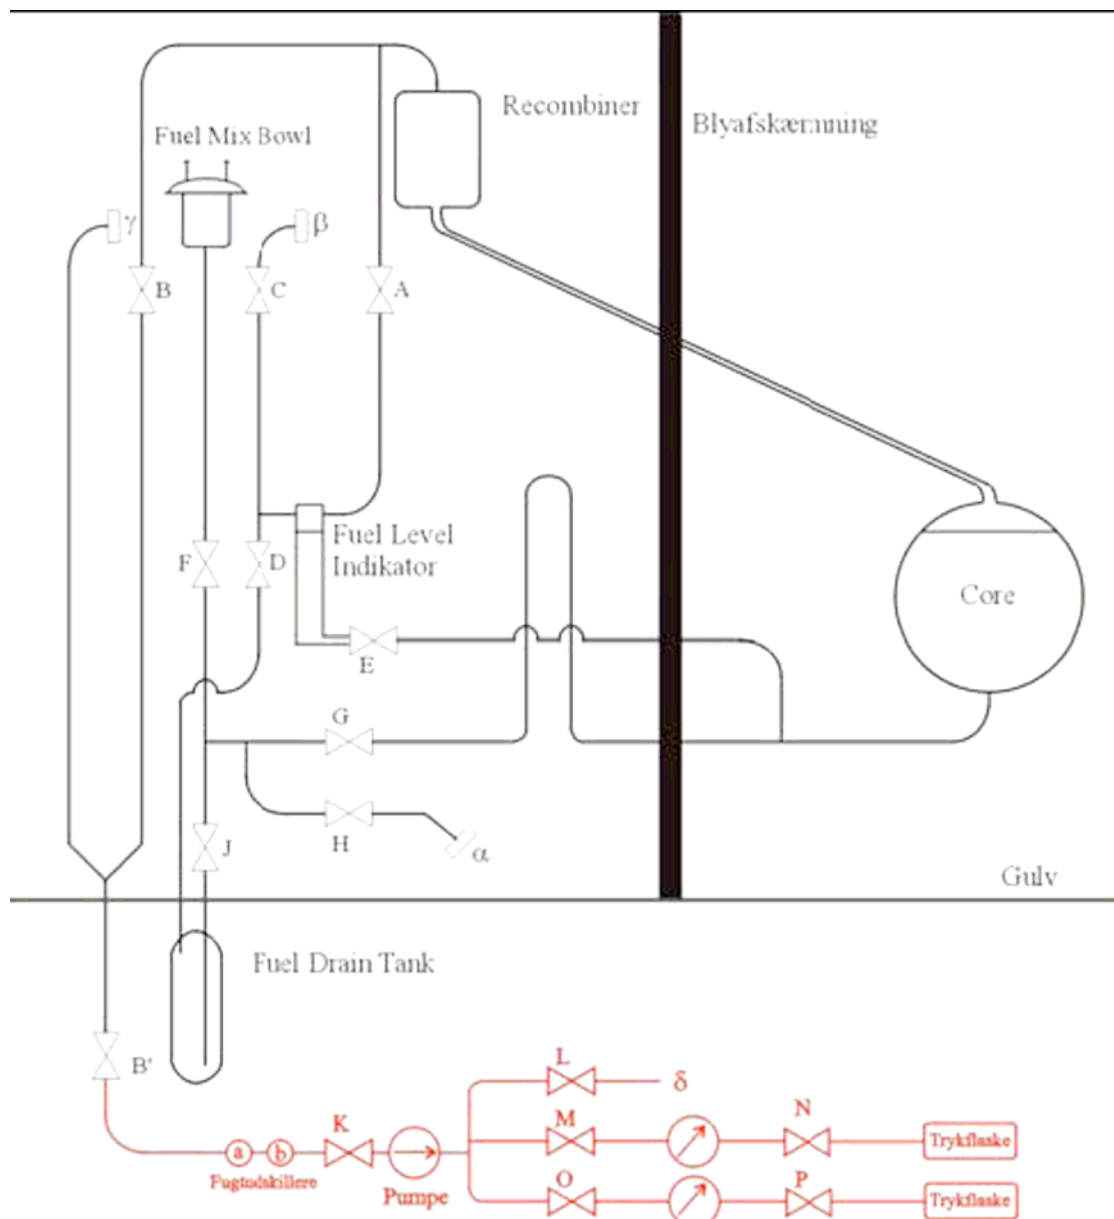 Recombiner
Blyafskærmning
Fuel Mix Bowl
γ
β
B
C
A
Fuel Level
Indikator
F
D
Core
E
G
J
H
α
Gulv
Fuel Drain Tank
B'
L
δ
K
M
N
a
b
Trykflaske
Fugtudskillere
Pumpe
O
P
Trykflaske